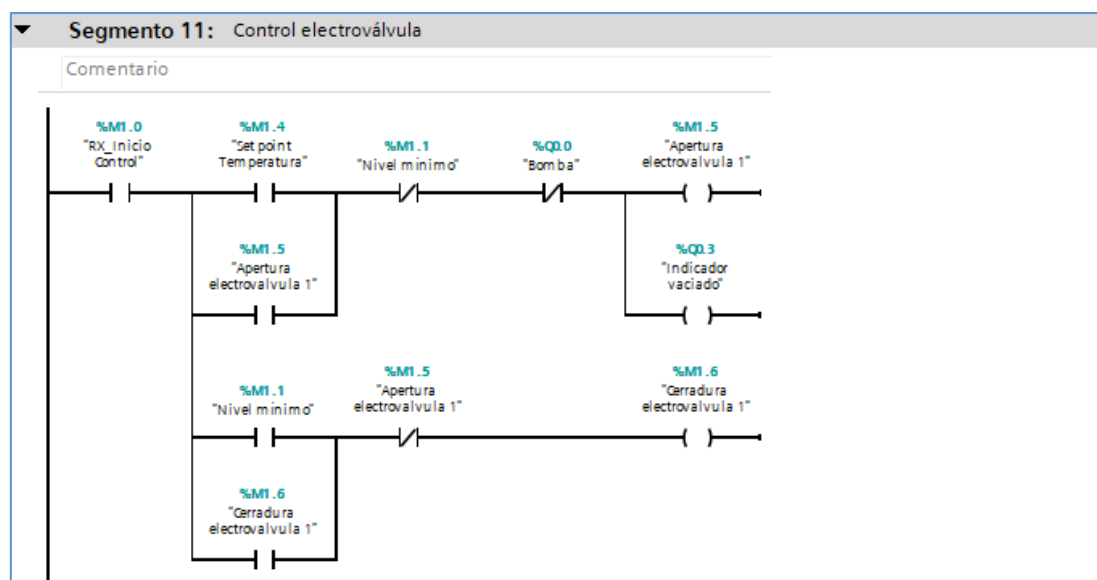 Segmento 11: Control electroválvula
Comentario
%M1.0
"RX_Inicio
Control"
%M1.4
"Set point
Temperatura"
%M1.1
"Nivel minimo"
%Q0.0
"Bomba"
%M1.5
"Apertura
electrovalvula 1"
%M1.5
"Apertura
electrovalvula 1"
%Q0.3
"Indicador
vaciado"
%M1.1
"Nivel minimo"
%M1.5
"Apertura
electrovalvula 1"
%M1.6
"Cerradura
electrovalvula 1"
%M1.6
"Cerradura
electrovalvula 1"